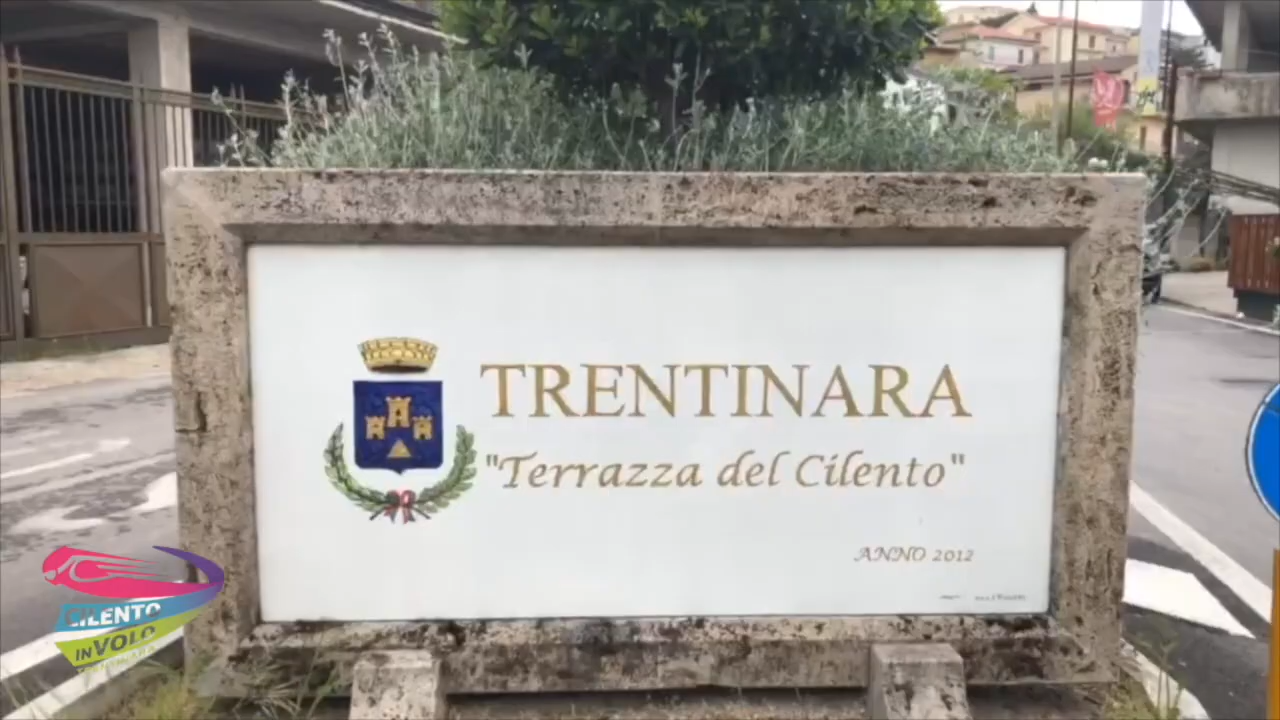 TRENTINARA
"Terrazza del Cilento"
ANNO 2012
CILENTO
IN VOLO